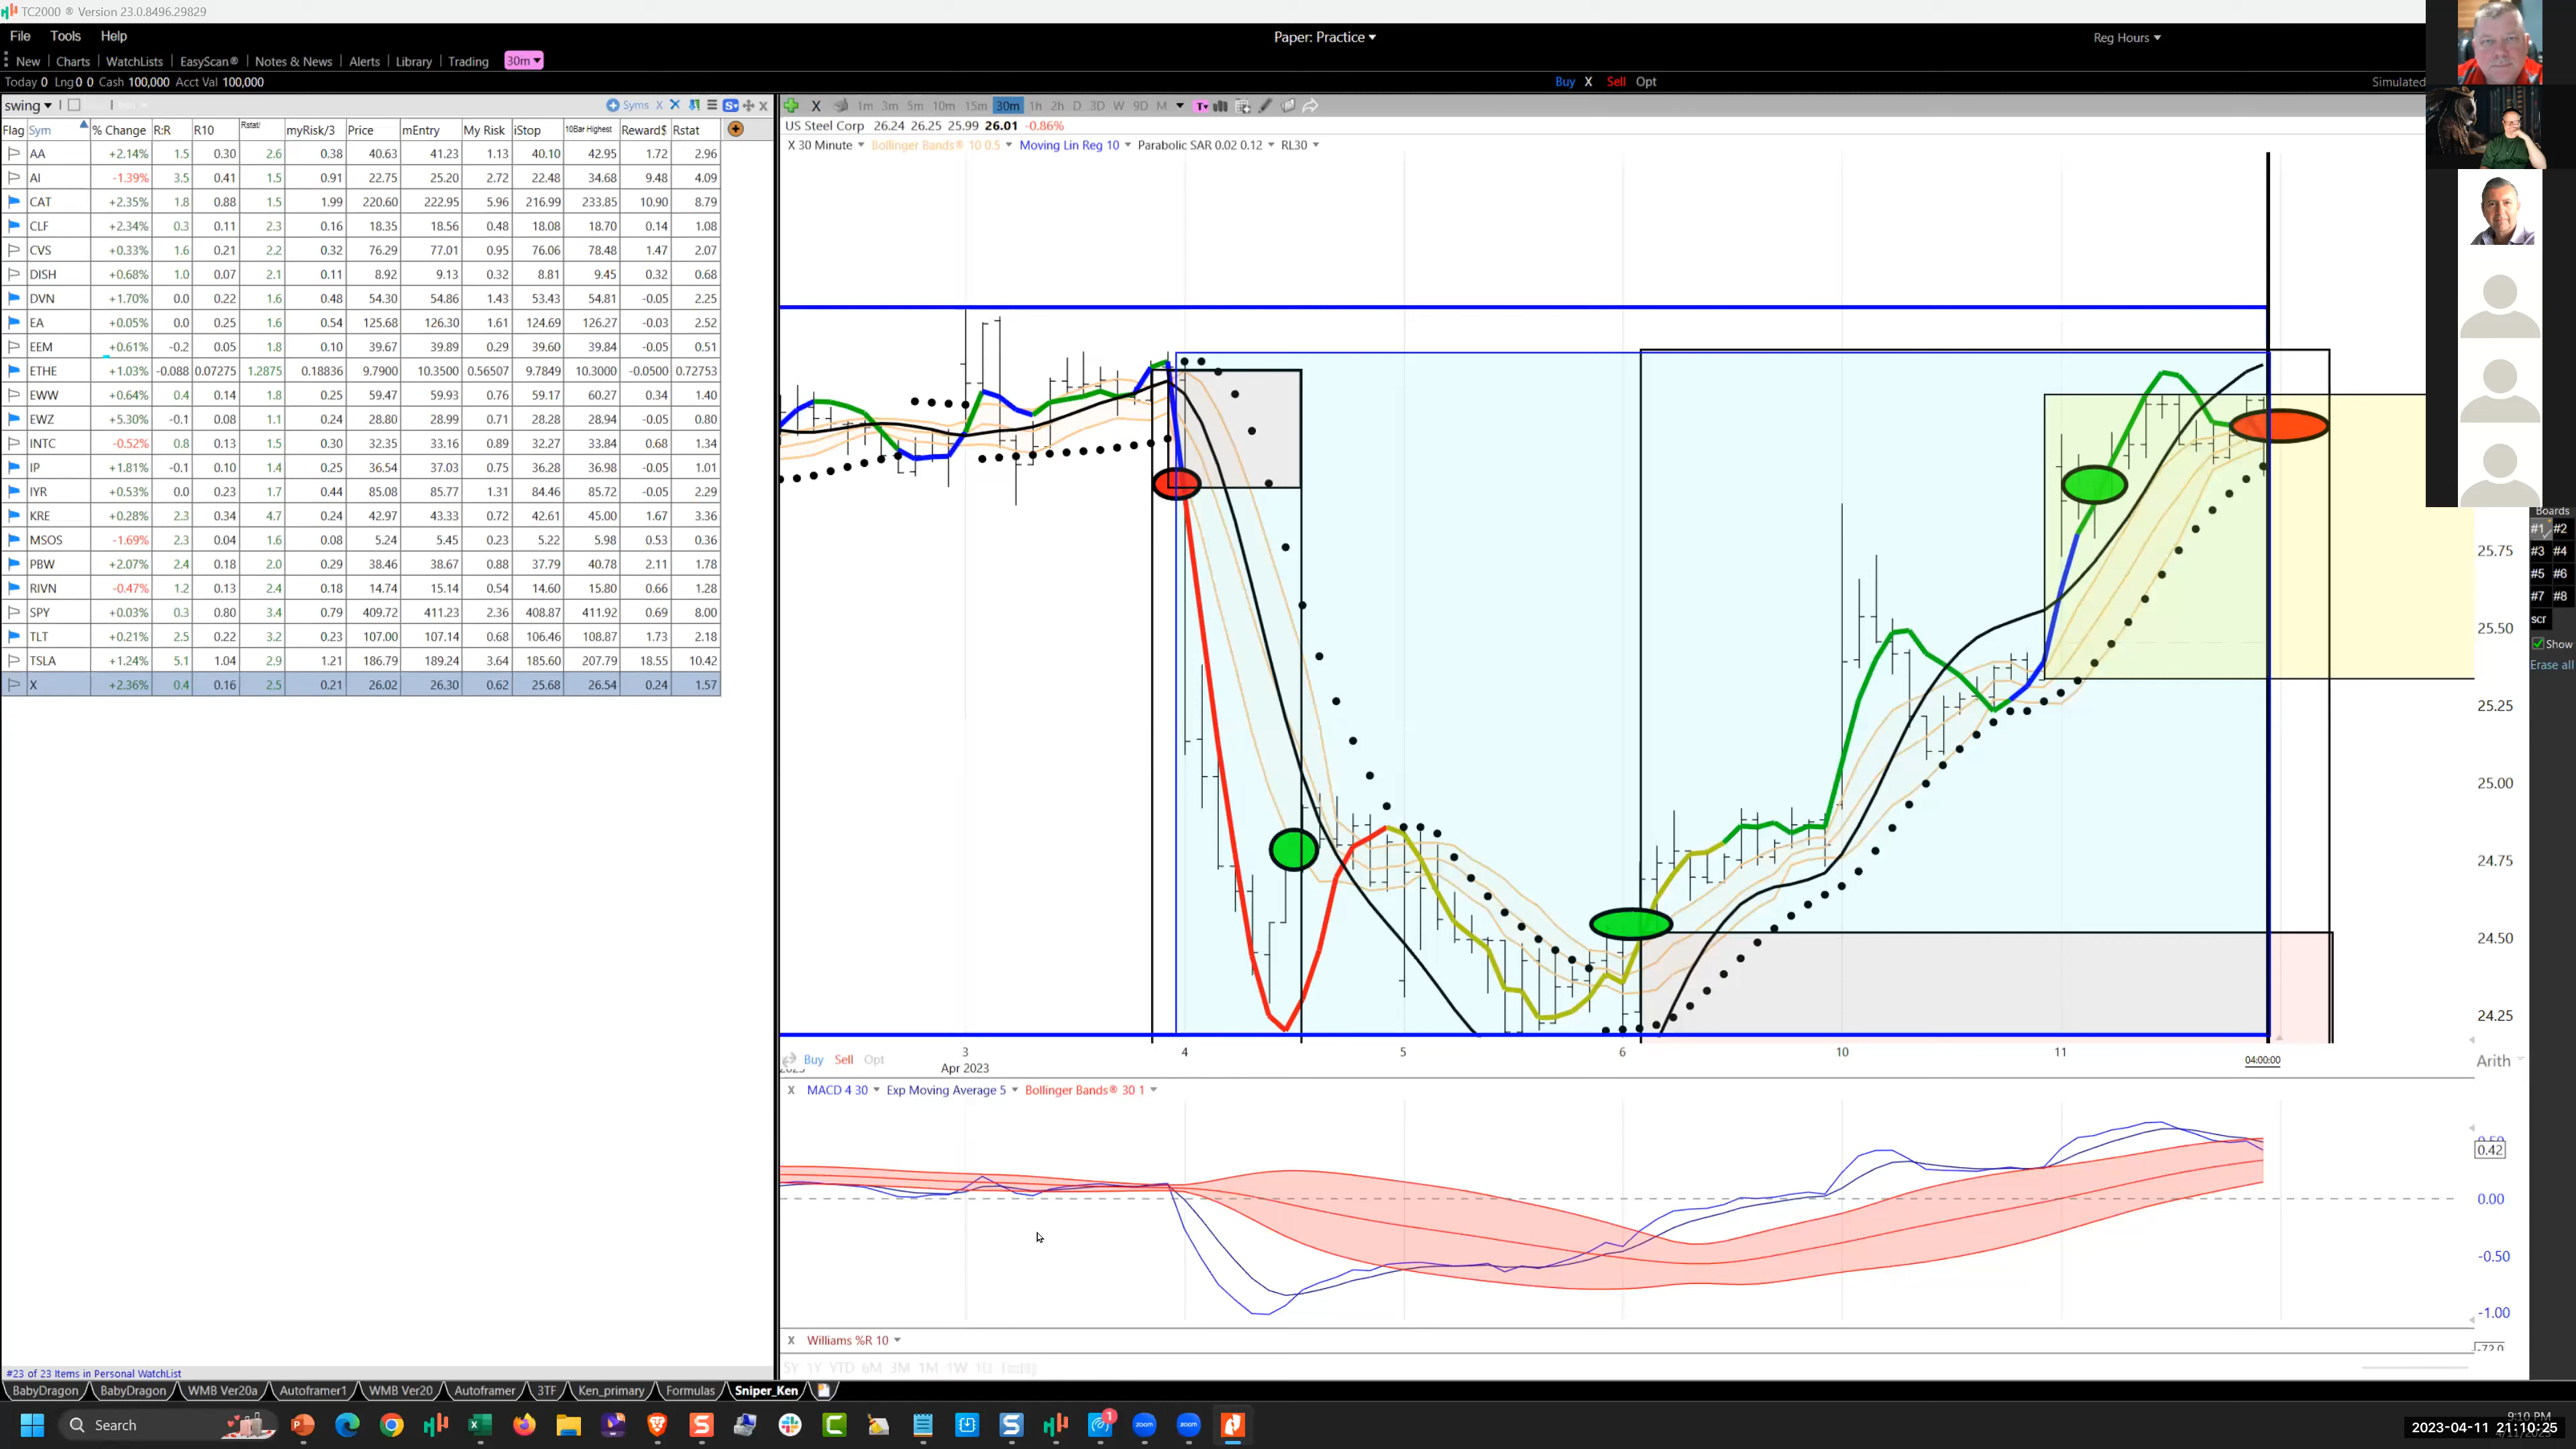 TC2000 ® Version 23.0.8496.29829
File Tools Help
Paper: Practice
Reg Hours
New Charts WatchLists EasyScan® Notes & News Alerts Library Trading 30m
Today 0 Lng 0 0 Cash 100,000 Acct Val 100,000
Buy X Sell Opt
Simulated
swing
Syms X
X 1m 3m 5m 10m 15m 30m 1h 2h D 3D W 9D M
Flag Sym % Change R:R R10 Rstat/ myRisk/3 Price mEntry My Risk iStop 10Bar Highest Reward$ Rstat
AA +2.14% 1.5 0.30 2.6 0.38 40.63 41.23 1.13 40.10 42.95 1.72 2.96
AI -1.39% 3.5 0.41 1.5 0.91 22.75 25.20 2.72 22.48 34.68 9.48 4.09
CAT +2.35% 1.8 0.88 1.5 1.99 220.60 222.95 5.96 216.99 233.85 10.90 8.79
CLF +2.34% 0.3 0.11 2.3 0.16 18.35 18.56 0.48 18.08 18.70 0.14 1.08
CVS +0.33% 1.6 0.21 2.2 0.32 76.29 77.01 0.95 76.06 78.48 1.47 2.07
DISH +0.68% 1.0 0.07 2.1 0.11 8.92 9.13 0.32 8.81 9.45 0.32 0.68
DVN +1.70% 0.0 0.22 1.6 0.48 54.30 54.86 1.43 53.43 54.81 -0.05 2.25
EA +0.05% 0.0 0.25 1.6 0.54 125.68 126.30 1.61 124.69 126.27 -0.03 2.52
EEM +0.61% -0.2 0.05 1.8 0.10 39.67 39.89 0.29 39.60 39.84 -0.05 0.51
ETHE +1.03% -0.088 0.07275 1.2875 0.18836 9.7900 10.3500 0.56507 9.7849 10.3000 -0.0500 0.72753
EWW +0.64% 0.4 0.14 1.8 0.25 59.47 59.93 0.76 59.17 60.27 0.34 1.40
EWZ +5.30% -0.1 0.08 1.1 0.24 28.80 28.99 0.71 28.28 28.94 -0.05 0.80
INTC -0.52% 0.8 0.13 1.5 0.30 32.35 33.16 0.89 32.27 33.84 0.68 1.34
IP +1.81% -0.1 0.10 1.4 0.25 36.54 37.03 0.75 36.28 36.98 -0.05 1.01
IYR +0.53% 0.0 0.23 1.7 0.44 85.08 85.77 1.31 84.46 85.72 -0.05 2.29
KRE +0.28% 2.3 0.34 4.7 0.24 42.97 43.33 0.72 42.61 45.00 1.67 3.36
MSOS -1.69% 2.3 0.04 1.6 0.08 5.24 5.45 0.23 5.22 5.98 0.53 0.36
PBW +2.07% 2.4 0.18 2.0 0.29 38.46 38.67 0.88 37.79 40.78 2.11 1.78
RIVN -0.47% 1.2 0.13 2.4 0.18 14.74 15.14 0.54 14.60 15.80 0.66 1.28
SPY +0.03% 0.3 0.80 3.4 0.79 409.72 411.23 2.36 408.87 411.92 0.69 8.00
TLT +0.21% 2.5 0.22 3.2 0.23 107.00 107.14 0.68 106.46 108.87 1.73 2.18
TSLA +1.24% 5.1 1.04 2.9 1.21 186.79 189.24 3.64 185.60 207.79 18.55 10.42
X +2.36% 0.4 0.16 2.5 0.21 26.02 26.30 0.62 25.68 26.54 0.24 1.57
US Steel Corp 26.24 26.25 25.99 26.01 -0.86%
X 30 Minute Bollinger Bands® 10 0.5 Moving Lin Reg 10 Parabolic SAR 0.02 0.12 RL30
25.75
25.50
25.25
25.00
24.75
24.50
24.25
Boards
#1 #2
#3 #4
#5 #6
#7 #8
scr
Show
Erase all
Buy Sell Opt
3 4 5 6 10 11 04:00:00
Apr 2023
Arith
X MACD 4 30 Exp Moving Average 5 Bollinger Bands® 30 1
0.42
0.00
-0.50
-1.00
X Williams %R 10
5Y 1Y YTD 6M 3M 1M 1W
#23 of 23 Items in Personal WatchList
BabyDragon BabyDragon WMB Ver20a Autoframer1 WMB Ver20 Autoframer 3TF Ken_primary Formulas Sniper_Ken
Search
zoom zoom
9:10 PM
2023-04-11 21:10:25